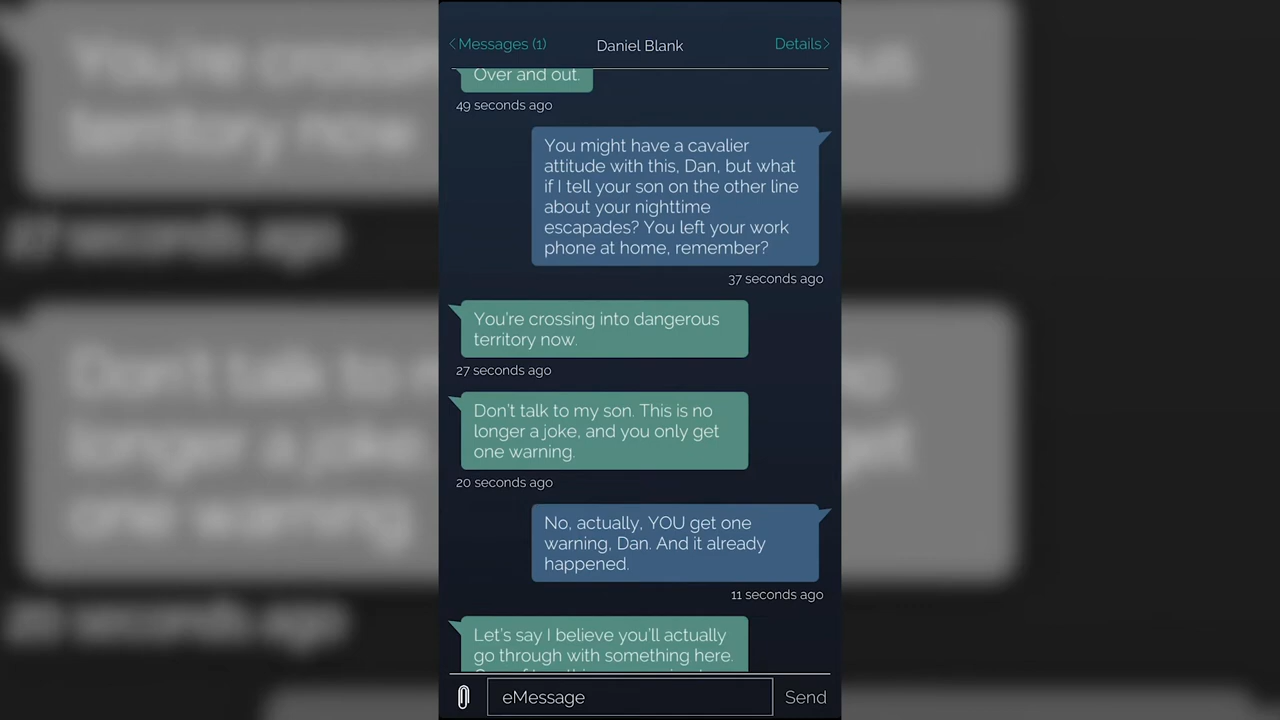 Messages (1)
Daniel Blank
Details
Over and out.
49 seconds ago
You might have a cavalier
attitude with this, Dan, but what
if I tell your son on the other line
about your nighttime
escapades? You left your work
phone at home, remember?
37 seconds ago
You're crossing into dangerous
territory now.
27 seconds ago
Don't talk to my son. This is no
longer a joke, and you only get
one warning.
20 seconds ago
No, actually, YOU get one
warning, Dan. And it already
happened.
11 seconds ago
Let's say I believe you'll actually
go through with something here.
eMessage
Send